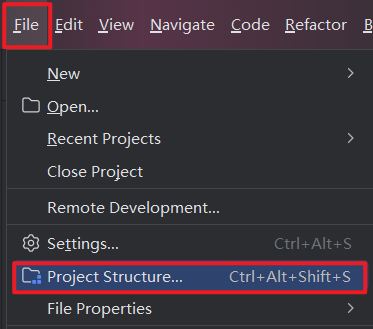 File Edit View Navigate Code Refactor B
New
Open...
Recent Projects
Close Project
Remote Development...
Settings... Ctrl+Alt+S
Project Structure... Ctrl+Alt+Shift+S
File Properties